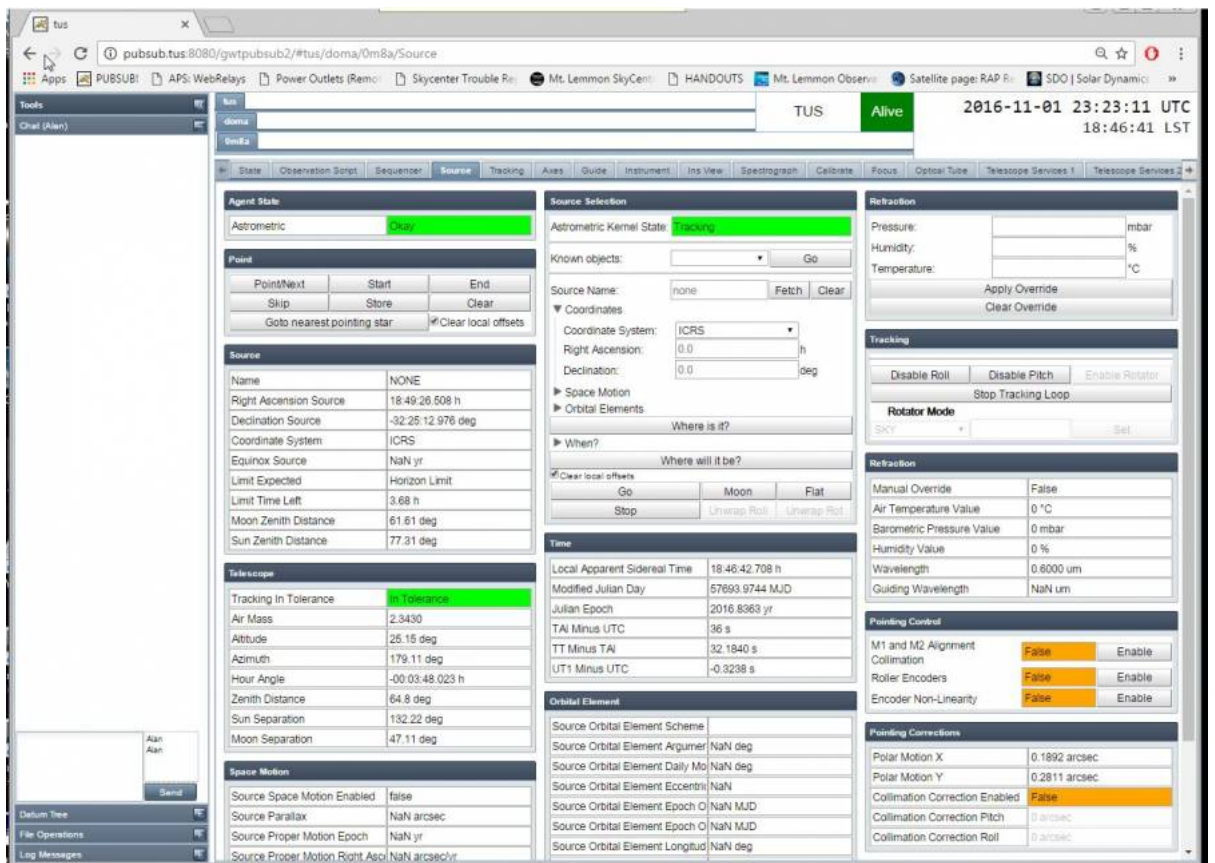 tus
pubsub.tus:8080/gwtpubsub2/#tus/doma/0m8a/Source
Apps PUBSUB! APS: WebRelays Power Outlets (Remo Skycenter Trouble Re Mt. Lemmon SkyCent HANDOUTS Mt. Lemmon Observa Satellite page: RAP R SDO | Solar Dynamic »
Tools
Chat (Alan)
tus
doma
0m8a
TUS Alive
2016-11-01 23:23:11 UTC
18:46:41 LST
State Observation Script Sequencer Source Tracking Axes Guide Instrument Ins View Spectrograph Calibrate Focus Optical Tube Telescope Services 1 Telescope Services 2
Agent State
Astrometric Okay
Point
Point/Next Start End
Skip Store Clear
Goto nearest pointing star Clear local offsets
Source
Name NONE
Right Ascension Source 18:49:26.508 h
Declination Source -32:25:12.976 deg
Coordinate System ICRS
Equinox Source NaN yr
Limit Expected Horizon Limit
Limit Time Left 3.68 h
Moon Zenith Distance 61.61 deg
Sun Zenith Distance 77.31 deg
Telescope
Tracking In Tolerance In Tolerance
Air Mass 2.3430
Altitude 25.15 deg
Azimuth 179.11 deg
Hour Angle -00:03:48.023 h
Zenith Distance 64.8 deg
Sun Separation 132.22 deg
Moon Separation 47.11 deg
Space Motion
Source Space Motion Enabled false
Source Parallax NaN arcsec
Source Proper Motion Epoch NaN yr
Source Proper Motion Right Asci NaN arcsec/yr
Source Selection
Astrometric Kernel State: Tracking
Known objects: Go
Source Name: none Fetch Clear
Coordinates
Coordinate System: ICRS
Right Ascension: 0.0 h
Declination: 0.0 deg
Space Motion
Orbital Elements
Where is it?
When?
Where will it be?
Clear local offsets
Go Moon Flat
Stop Unwrap Roll Unwrap Rot
Time
Local Apparent Sidereal Time 18:46:42.708 h
Modified Julian Day 57693.9744 MJD
Julian Epoch 2016.8363 yr
TAI Minus UTC 36 s
TT Minus TAI 32.1840 s
UT1 Minus UTC -0.3238 s
Orbital Element
Source Orbital Element Scheme
Source Orbital Element Argumer NaN deg
Source Orbital Element Daily Mo NaN deg
Source Orbital Element Eccentric NaN
Source Orbital Element Epoch O NaN MJD
Source Orbital Element Epoch O NaN MJD
Source Orbital Element Longitud NaN deg
Refraction
Pressure: mbar
Humidity: %
Temperature: °C
Apply Override
Clear Override
Tracking
Disable Roll Disable Pitch Enable Rotator
Stop Tracking Loop
Rotator Mode
SKY Set
Refraction
Manual Override False
Air Temperature Value 0 °C
Barometric Pressure Value 0 mbar
Humidity Value 0 %
Wavelength 0.6000 um
Guiding Wavelength NaN um
Pointing Control
M1 and M2 Alignment
Collimation False Enable
Roller Encoders False Enable
Encoder Non-Linearity False Enable
Pointing Corrections
Polar Motion X 0.1892 arcsec
Polar Motion Y 0.2811 arcsec
Collimation Correction Enabled False
Collimation Correction Pitch 0 arcsec
Collimation Correction Roll 0 arcsec
Alan
Alan
Send
Datum Tree
File Operations
Log Messages